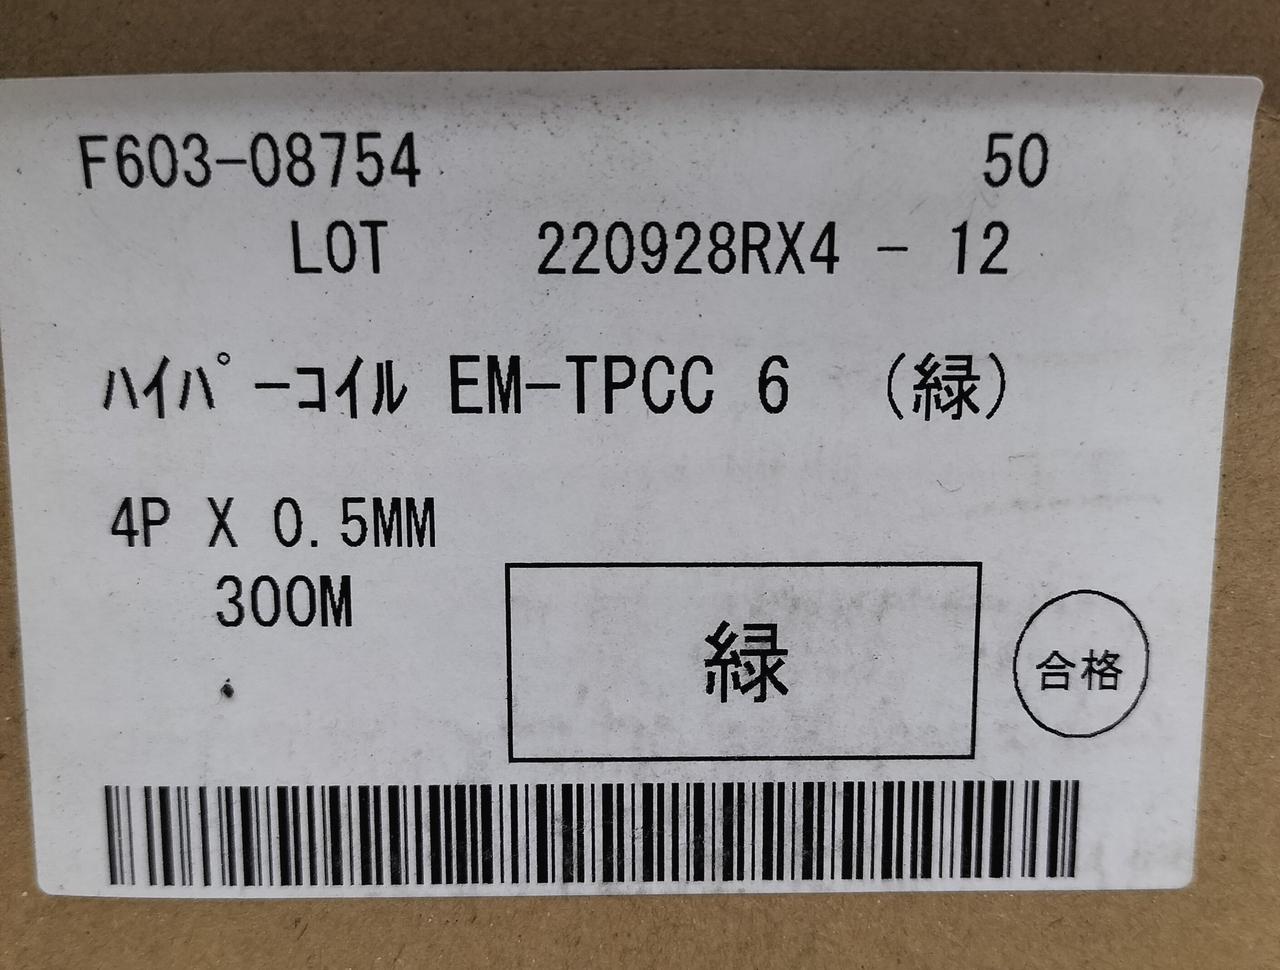 F603-08754 50
LOT 220928RX4 - 12
ﾊｲﾊﾟｰｺｲﾙ EM-TPCC 6 （緑）
4P X 0.5MM
300M
緑
合格